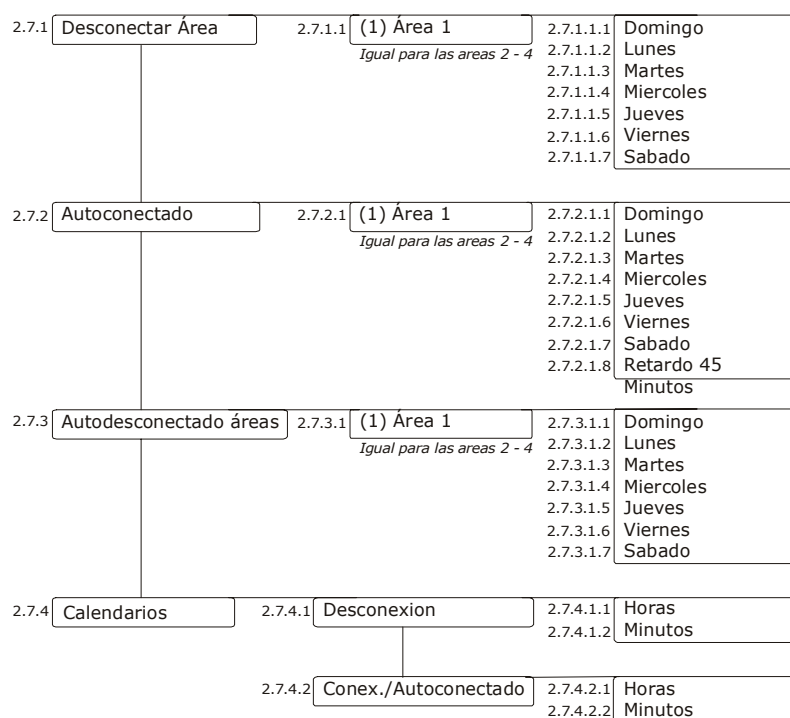 2.7.1 Desconectar Área 2.7.1.1 (1) Área 1 2.7.1.1.1 Domingo
Igual para las areas 2 - 4 2.7.1.1.2 Lunes
2.7.1.1.3 Martes
2.7.1.1.4 Miercoles
2.7.1.1.5 Jueves
2.7.1.1.6 Viernes
2.7.1.1.7 Sabado
2.7.2 Autoconectado 2.7.2.1 (1) Área 1 2.7.2.1.1 Domingo
Igual para las areas 2 - 4 2.7.2.1.2 Lunes
2.7.2.1.3 Martes
2.7.2.1.4 Miercoles
2.7.2.1.5 Jueves
2.7.2.1.6 Viernes
2.7.2.1.7 Sabado
2.7.2.1.8 Retardo 45
Minutos
2.7.3 Autodesconectado áreas 2.7.3.1 (1) Área 1 2.7.3.1.1 Domingo
Igual para las areas 2 - 4 2.7.3.1.2 Lunes
2.7.3.1.3 Martes
2.7.3.1.4 Miercoles
2.7.3.1.5 Jueves
2.7.3.1.6 Viernes
2.7.3.1.7 Sabado
2.7.4 Calendarios 2.7.4.1 Desconexion 2.7.4.1.1 Horas
2.7.4.1.2 Minutos
2.7.4.2 Conex./Autoconectado 2.7.4.2.1 Horas
2.7.4.2.2 Minutos